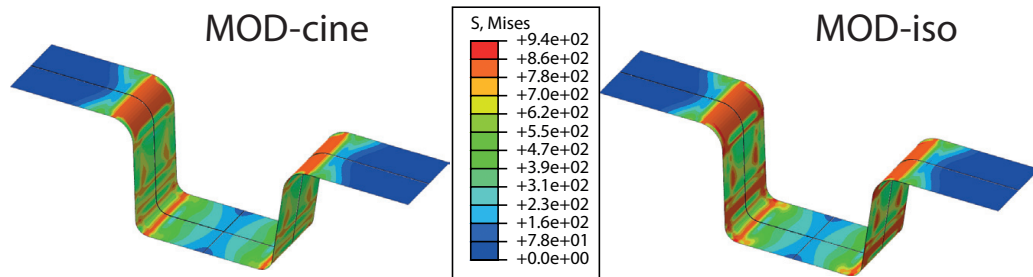 MOD-cine
S, Mises
+9.4e+02
+8.6e+02
+7.8e+02
+7.0e+02
+6.2e+02
+5.5e+02
+4.7e+02
+3.9e+02
+3.1e+02
+2.3e+02
+1.6e+02
+7.8e+01
+0.0e+00
MOD-iso